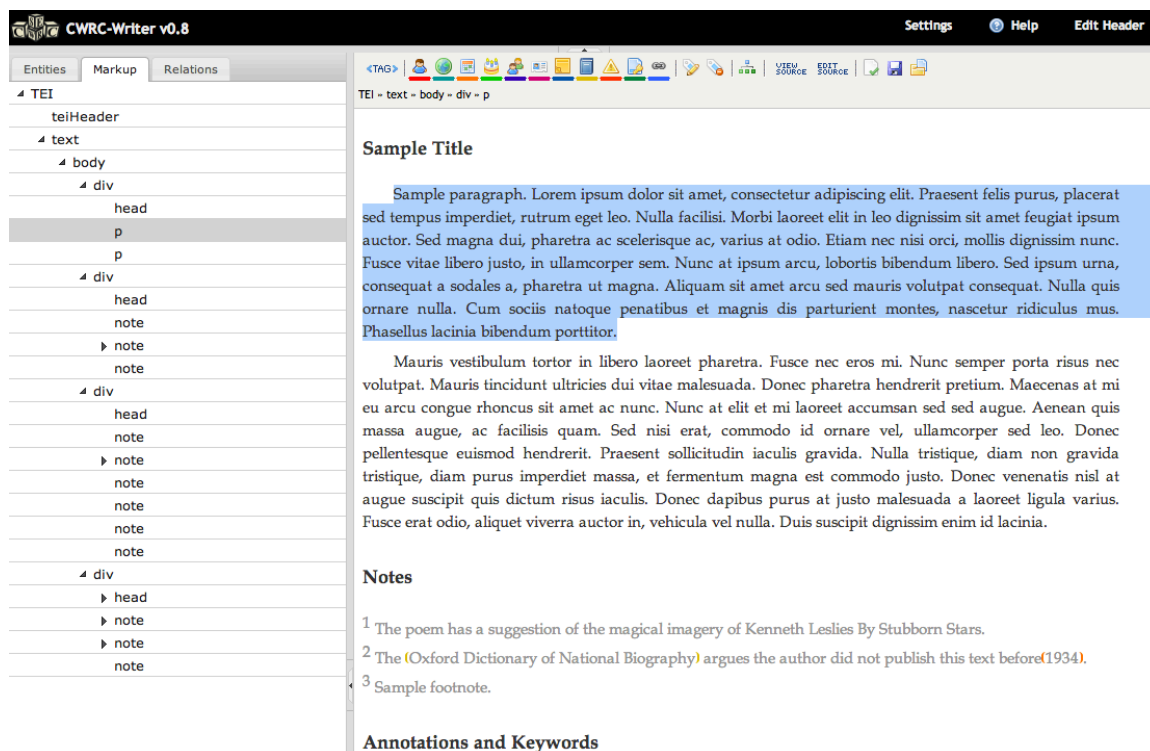 CWRC-Writer v0.8
Settings
Help
Edit Header
Entities
Markup
Relations
TEI
teiHeader
text
body
div
head
p
p
div
head
note
note
note
div
head
note
note
note
note
note
note
div
head
note
note
note
<TAG>
VIEW SOURCE
EDIT SOURCE
TEI » text » body » div » p
Sample Title
Sample paragraph. Lorem ipsum dolor sit amet, consectetur adipiscing elit. Praesent felis purus, placerat
sed tempus imperdiet, rutrum eget leo. Nulla facilisi. Morbi laoreet elit in leo dignissim sit amet feugiat ipsum
auctor. Sed magna dui, pharetra ac scelerisque ac, varius at odio. Etiam nec nisi orci, mollis dignissim nunc.
Fusce vitae libero justo, in ullamcorper sem. Nunc at ipsum arcu, lobortis bibendum libero. Sed ipsum urna,
consequat a sodales a, pharetra ut magna. Aliquam sit amet arcu sed mauris volutpat consequat. Nulla quis
ornare nulla. Cum sociis natoque penatibus et magnis dis parturient montes, nascetur ridiculus mus.
Phasellus lacinia bibendum porttitor.
Mauris vestibulum tortor in libero laoreet pharetra. Fusce nec eros mi. Nunc semper porta risus nec
volutpat. Mauris tincidunt ultricies dui vitae malesuada. Donec pharetra hendrerit pretium. Maecenas at mi
eu arcu congue rhoncus sit amet ac nunc. Nunc at elit et mi laoreet accumsan sed sed augue. Aenean quis
massa augue, ac facilisis quam. Sed nisi erat, commodo id ornare vel, ullamcorper sed leo. Donec
pellentesque euismod hendrerit. Praesent sollicitudin iaculis gravida. Nulla tristique, diam non gravida
tristique, diam purus imperdiet massa, et fermentum magna est commodo justo. Donec venenatis nisl at
augue suscipit quis dictum risus iaculis. Donec dapibus purus at justo malesuada a laoreet ligula varius.
Fusce erat odio, aliquet viverra auctor in, vehicula vel nulla. Duis suscipit dignissim enim id lacinia.
Notes
1 The poem has a suggestion of the magical imagery of Kenneth Leslies By Stubborn Stars.
2 The (Oxford Dictionary of National Biography) argues the author did not publish this text before(1934).
3 Sample footnote.
Annotations and Keywords